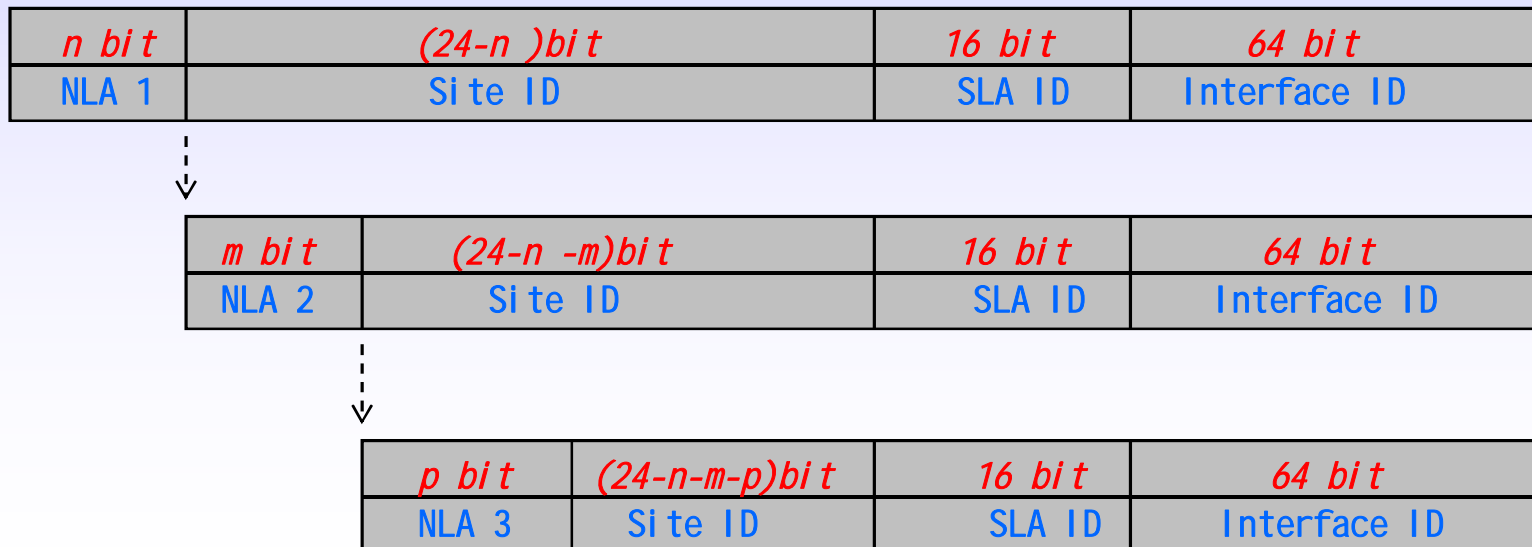 n bit (24-n )bit 16 bit 64 bit
NLA 1 Site ID SLA ID Interface ID
m bit (24-n -m)bit 16 bit 64 bit
NLA 2 Site ID SLA ID Interface ID
p bit (24-n-m-p)bit 16 bit 64 bit
NLA 3 Site ID SLA ID Interface ID